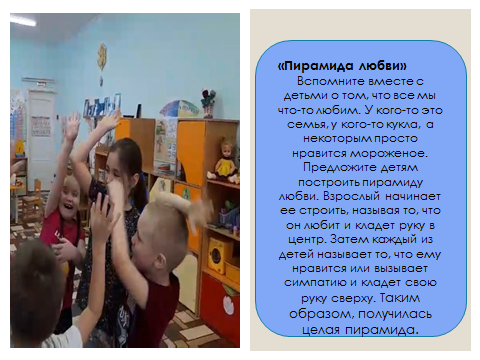 «Пирамида любви»
Вспомните вместе с
детьми о том, что все мы
что-то любим. У кого-то это
семья, у кого-то кукла, а
некоторым просто
нравится мороженое.
Предложите детям
построить пирамиду
любви. Взрослый начинает
ее строить, называя то, что
он любит и кладет руку в
центр. Затем каждый из
детей называет то, что ему
нравится или вызывает
симпатию и кладет свою
руку сверху. Таким
образом, получилась
целая пирамида.